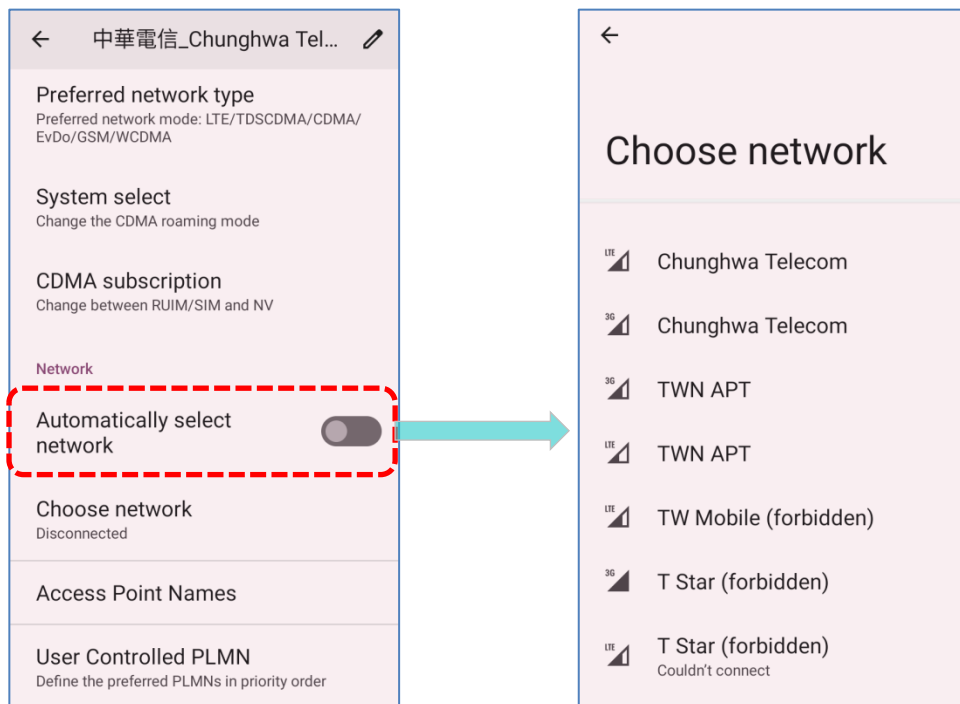 中華電信_Chunghwa Tel...
Preferred network type
Preferred network mode: LTE/TDSCDMA/CDMA/
EvDo/GSM/WCDMA
System select
Change the CDMA roaming mode
CDMA subscription
Change between RUIM/SIM and NV
Network
Automatically select
network
Choose network
Disconnected
Access Point Names
User Controlled PLMN
Define the preferred PLMNs in priority order
Choose network
LTE Chunghwa Telecom
3G Chunghwa Telecom
3G TWN APT
LTE TWN APT
LTE TW Mobile (forbidden)
3G T Star (forbidden)
LTE T Star (forbidden)
Couldn't connect